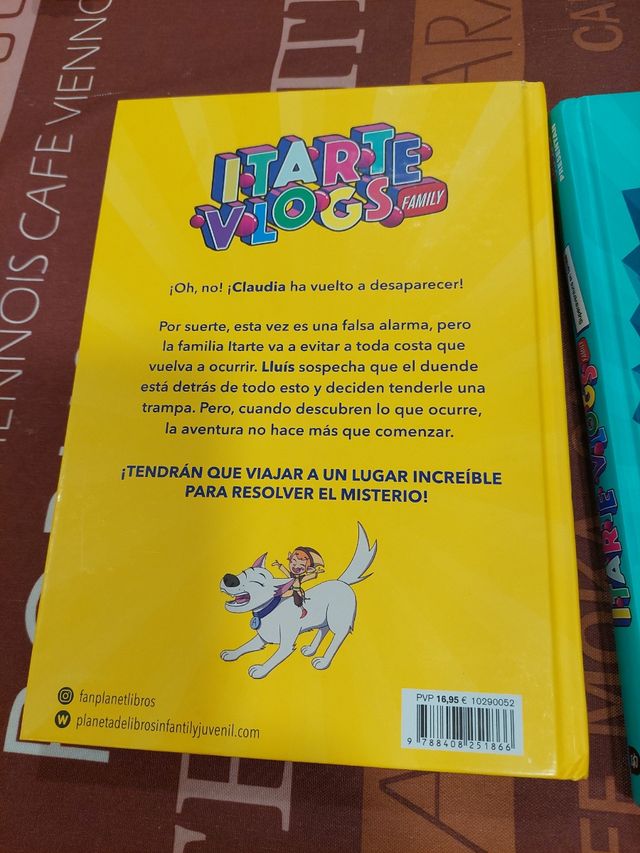 ITARTE
VLOGS
FAMILY
¡Oh, no! ¡Claudia ha vuelto a desaparecer!
Por suerte, esta vez es una falsa alarma, pero
la familia Itarte va a evitar a toda costa que
vuelva a ocurrir. Lluís sospecha que el duende
está detrás de todo esto y deciden tenderle una
trampa. Pero, cuando descubren lo que ocurre,
la aventura no hace más que comenzar.
¡TENDRÁN QUE VIAJAR A UN LUGAR INCREÍBLE
PARA RESOLVER EL MISTERIO!
fanplanetlibros
planetadelibrosinfantilyjuvenil.com
PVP 16,95 € 10290052
9 788408 251866
ITARTE VLOGS
FAMILY
PRESENTAN
VIENNOIS CAFE VIENNO